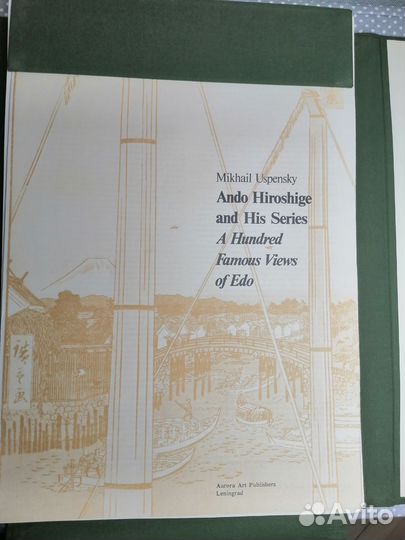 Mikhail Uspensky
Ando Hiroshige
and His Series
A Hundred
Famous Views
of Edo
Aurora Art Publishers
Leningrad
Avito